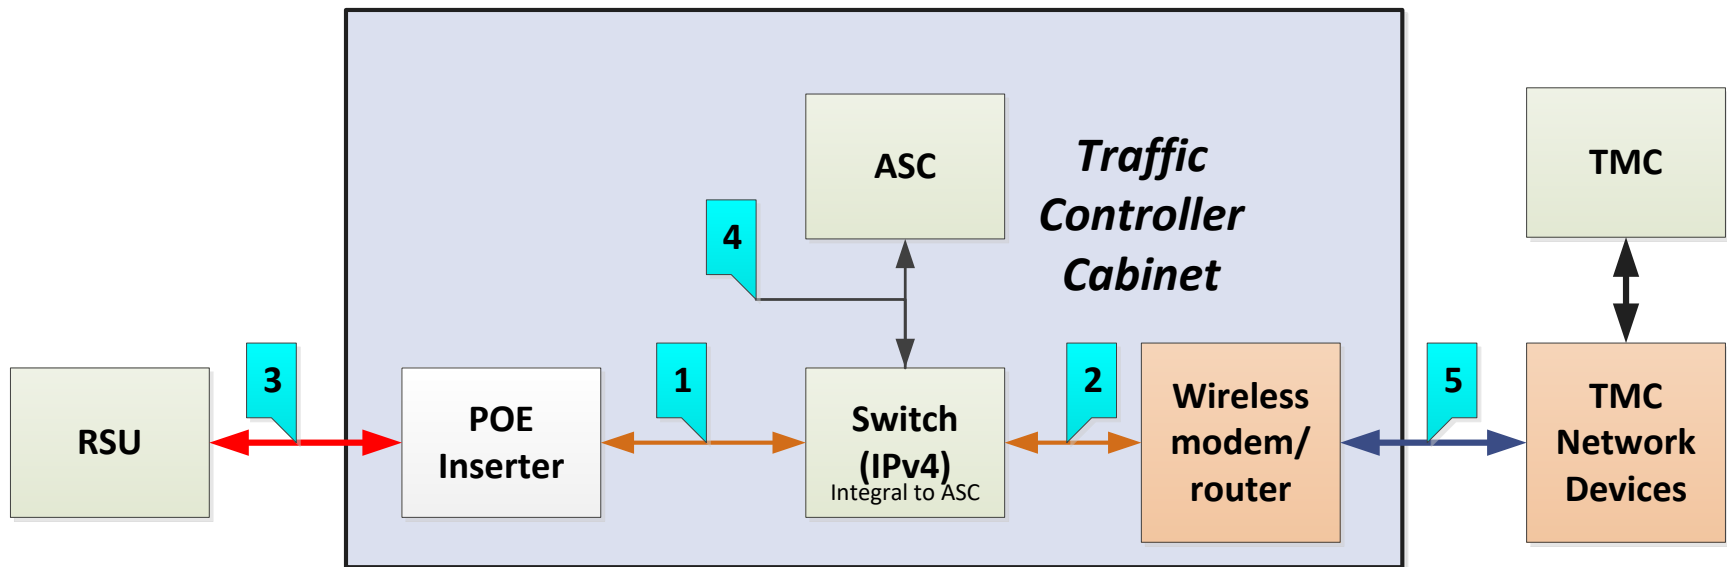 Traffic
Controller
Cabinet
ASC
TMC
4
3
1
2
5
RSU
POE
Inserter
Switch
(IPv4)
Integral to ASC
Wireless
modem/
router
TMC
Network
Devices